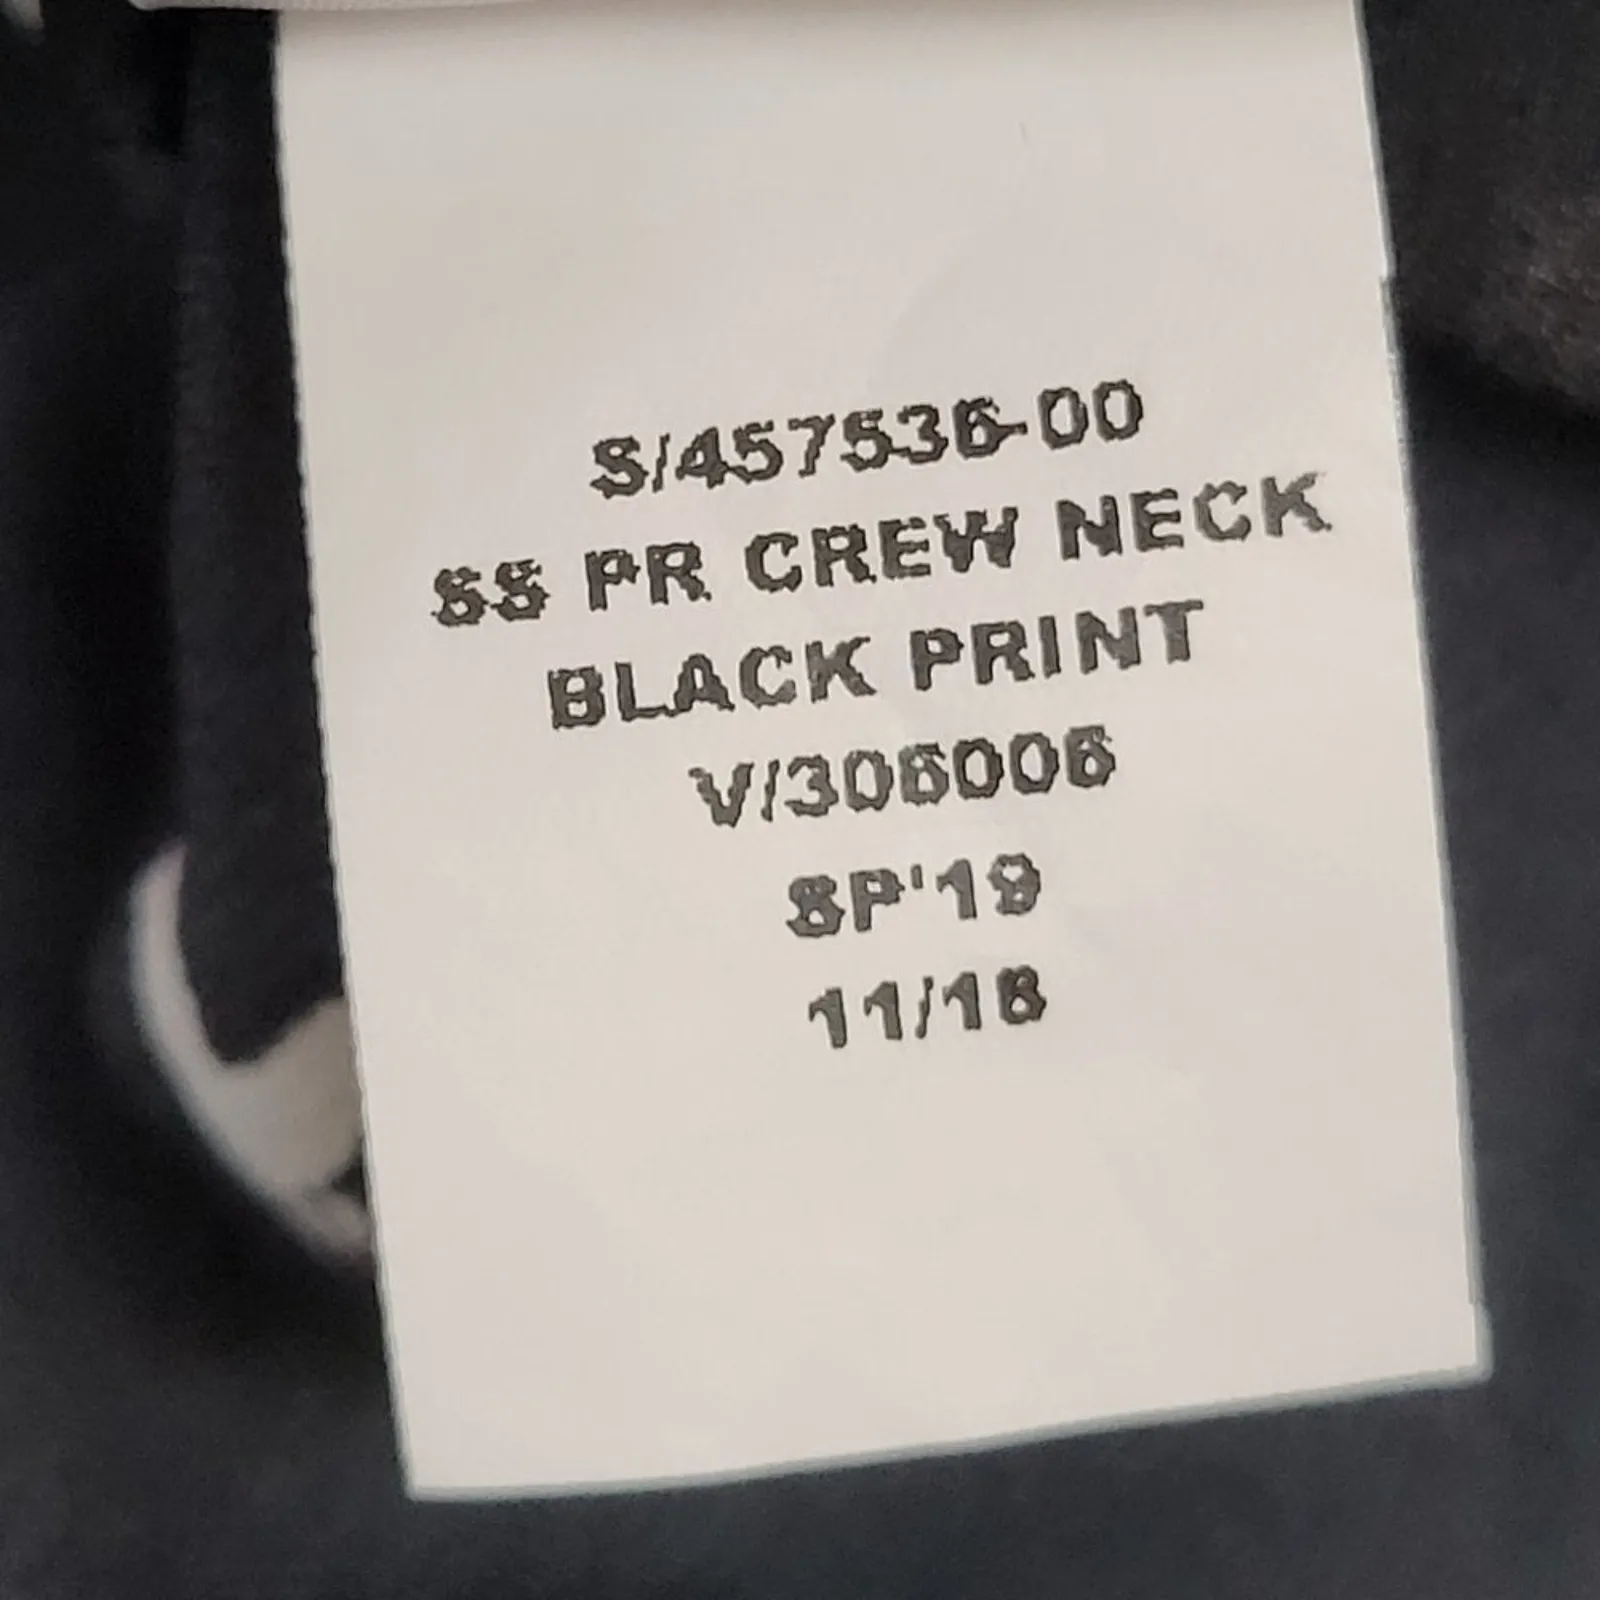 S/457536-00
SS PR CREW NECK
BLACK PRINT
V/306006
SP'19
11/18